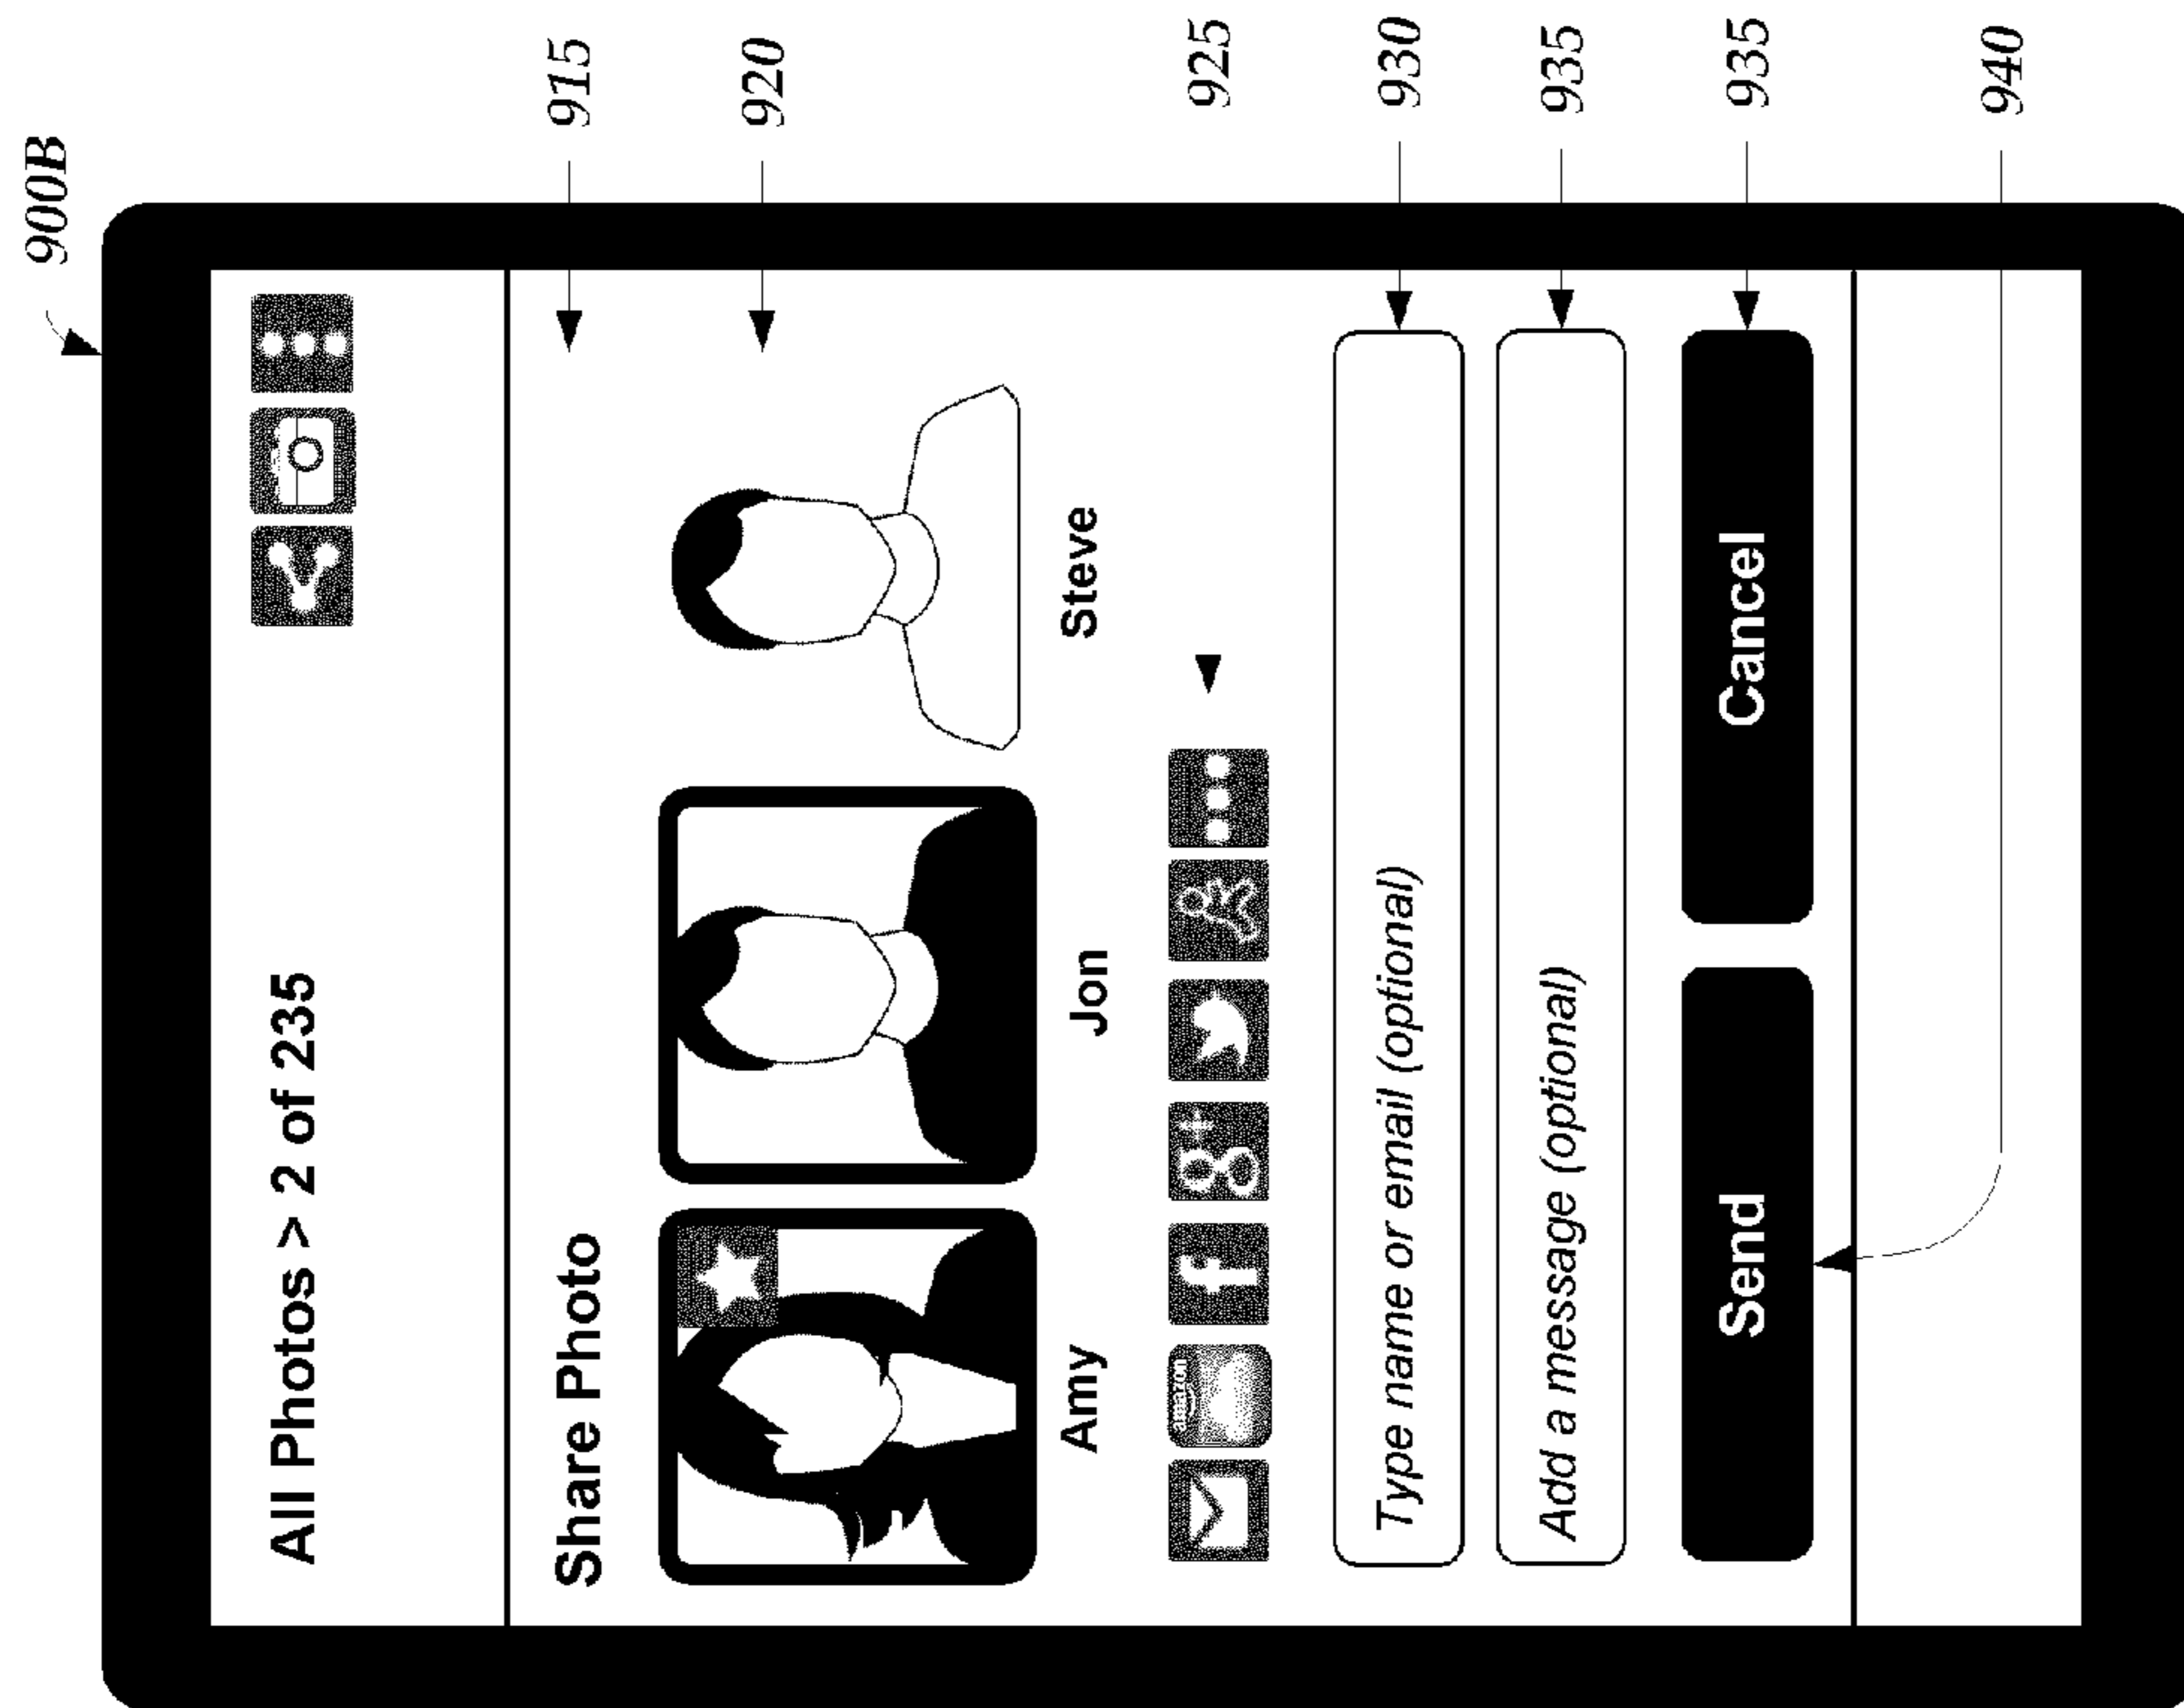 900B
All Photos > 2 of 235
915
Share Photo
920
Amy Jon Steve
925
amazon
f g+
930
Type name or email (optional)
935
Add a message (optional)
935
Send Cancel
940